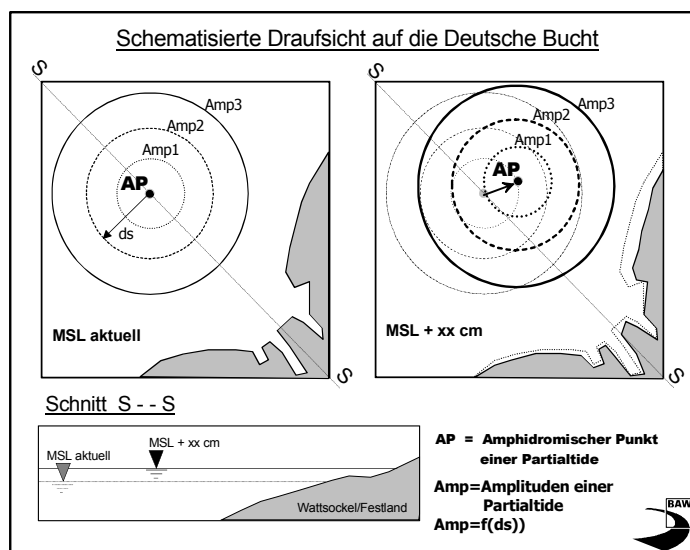 Schematisierte Draufsicht auf die Deutsche Bucht
S
Amp3
Amp2
Amp1
AP
ds
MSL aktuell
S
S
Amp3
Amp2
Amp1
AP
MSL + xx cm
S
Schnitt S - - S
MSL aktuell
MSL + xx cm
Wattsockel/Festland
AP = Amphidromischer Punkt
einer Partialtide
Amp=Amplituden einer
Partialtide
Amp=f(ds))
BAW